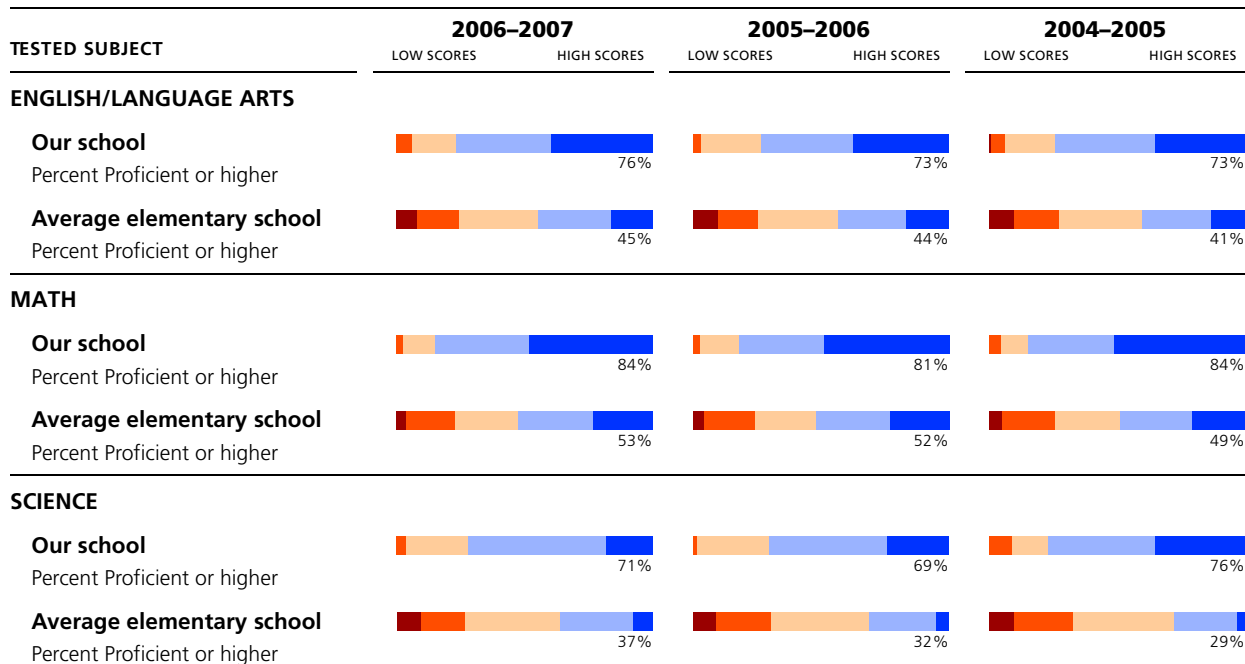 2006–2007 2005–2006 2004–2005
TESTED SUBJECT LOW SCORES HIGH SCORES LOW SCORES HIGH SCORES LOW SCORES HIGH SCORES
ENGLISH/LANGUAGE ARTS
Our school
Percent Proficient or higher 76% 73% 73%
Average elementary school
Percent Proficient or higher 45% 44% 41%
MATH
Our school
Percent Proficient or higher 84% 81% 84%
Average elementary school
Percent Proficient or higher 53% 52% 49%
SCIENCE
Our school
Percent Proficient or higher 71% 69% 76%
Average elementary school
Percent Proficient or higher 37% 32% 29%